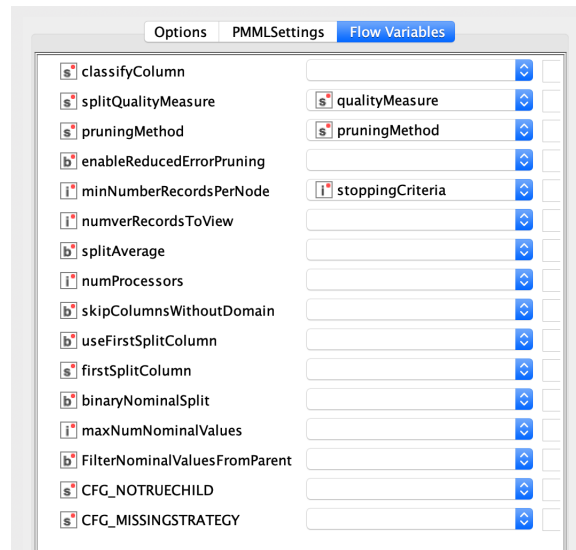 Options PMMLSettings Flow Variables
s classifyColumn
s splitQualityMeasure s qualityMeasure
s pruningMethod s pruningMethod
b enableReducedErrorPruning
i minNumberRecordsPerNode i stoppingCriteria
i numverRecordsToView
b splitAverage
i numProcessors
b skipColumnsWithoutDomain
b useFirstSplitColumn
s firstSplitColumn
b binaryNominalSplit
i maxNumNominalValues
b FilterNominalValuesFromParent
s CFG_NOTRUECHILD
s CFG_MISSINGSTRATEGY